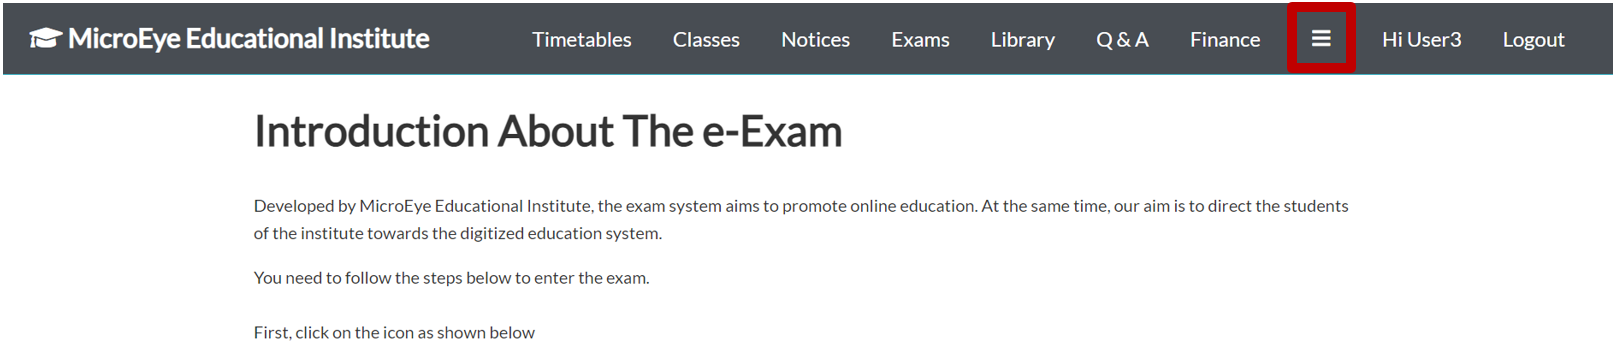 MicroEye Educational Institute Timetables Classes Notices Exams Library Q & A Finance Hi User3 Logout
Introduction About The e-Exam
Developed by MicroEye Educational Institute, the exam system aims to promote online education. At the same time, our aim is to direct the students
of the institute towards the digitized education system.
You need to follow the steps below to enter the exam.
First, click on the icon as shown below